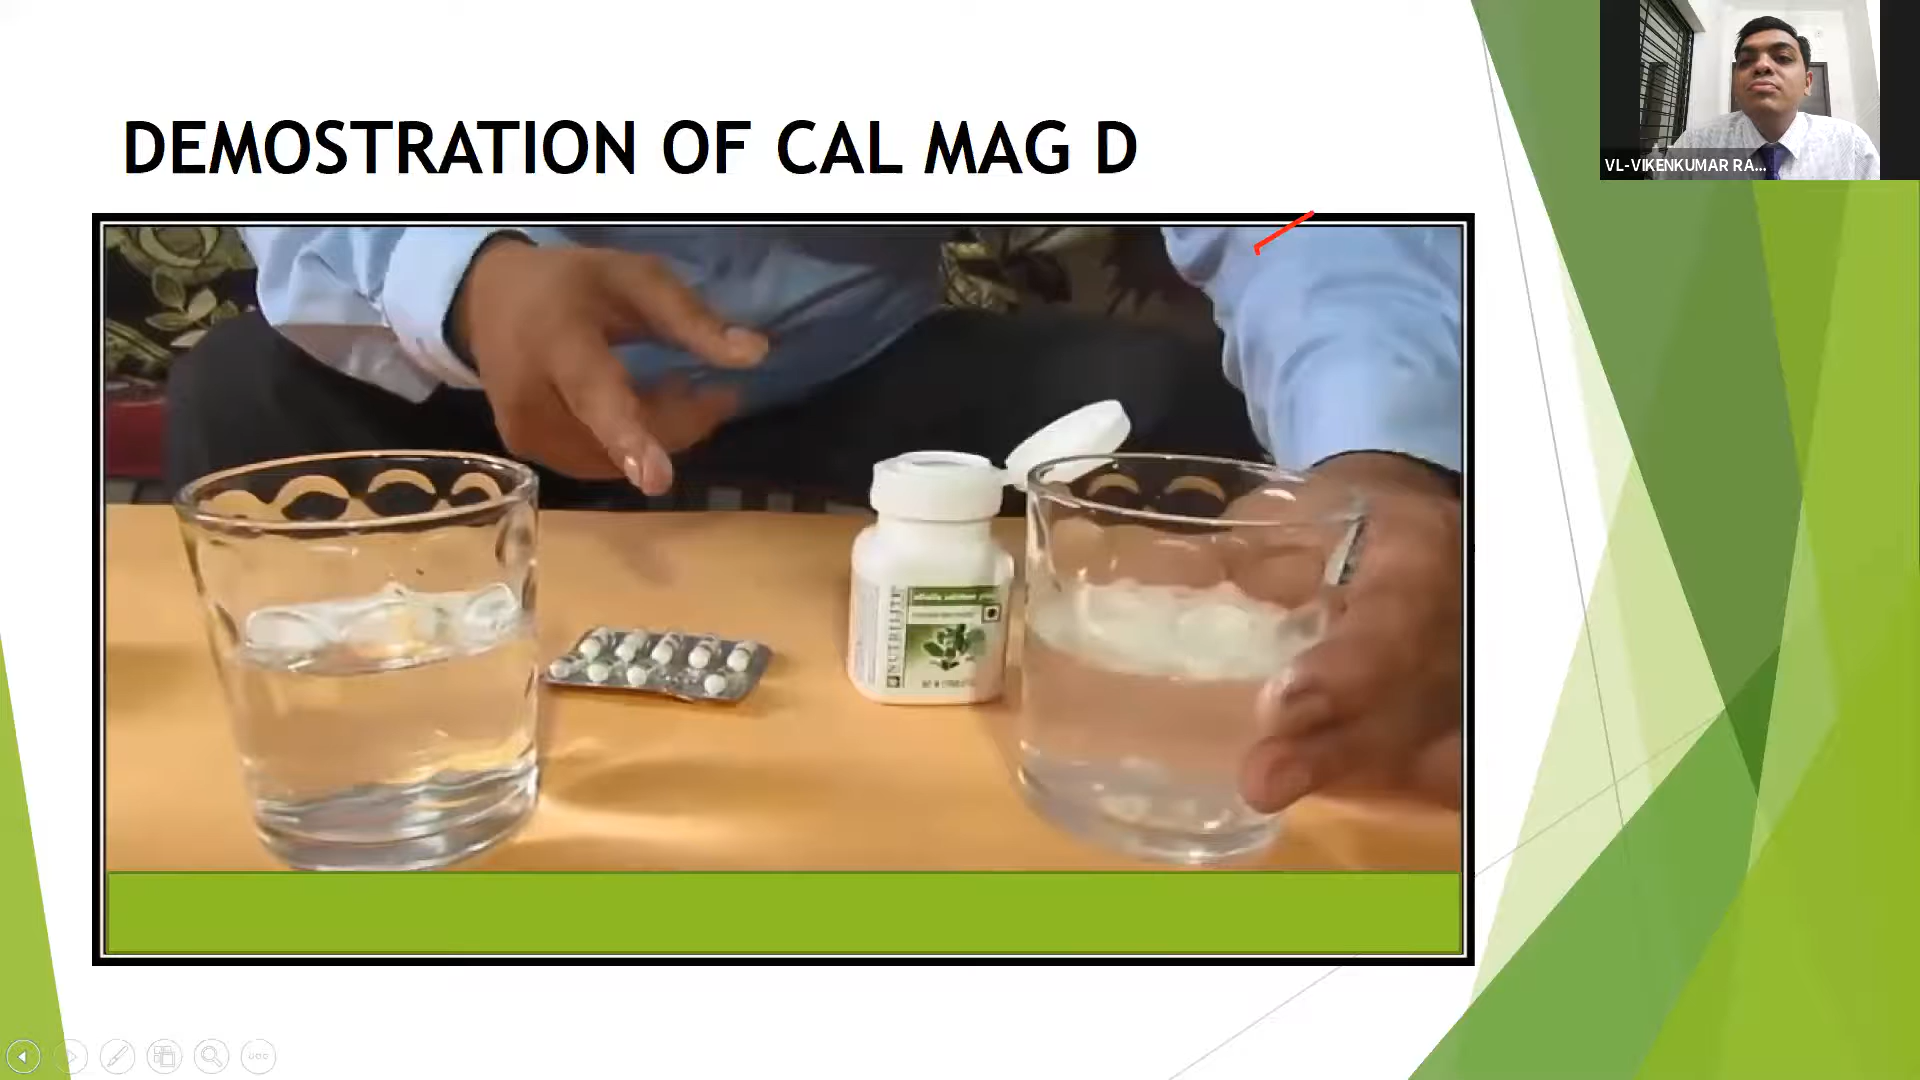 DEMOSTRATION OF CAL MAG D
VL-VIKENKUMAR RA...
NUTRILITE